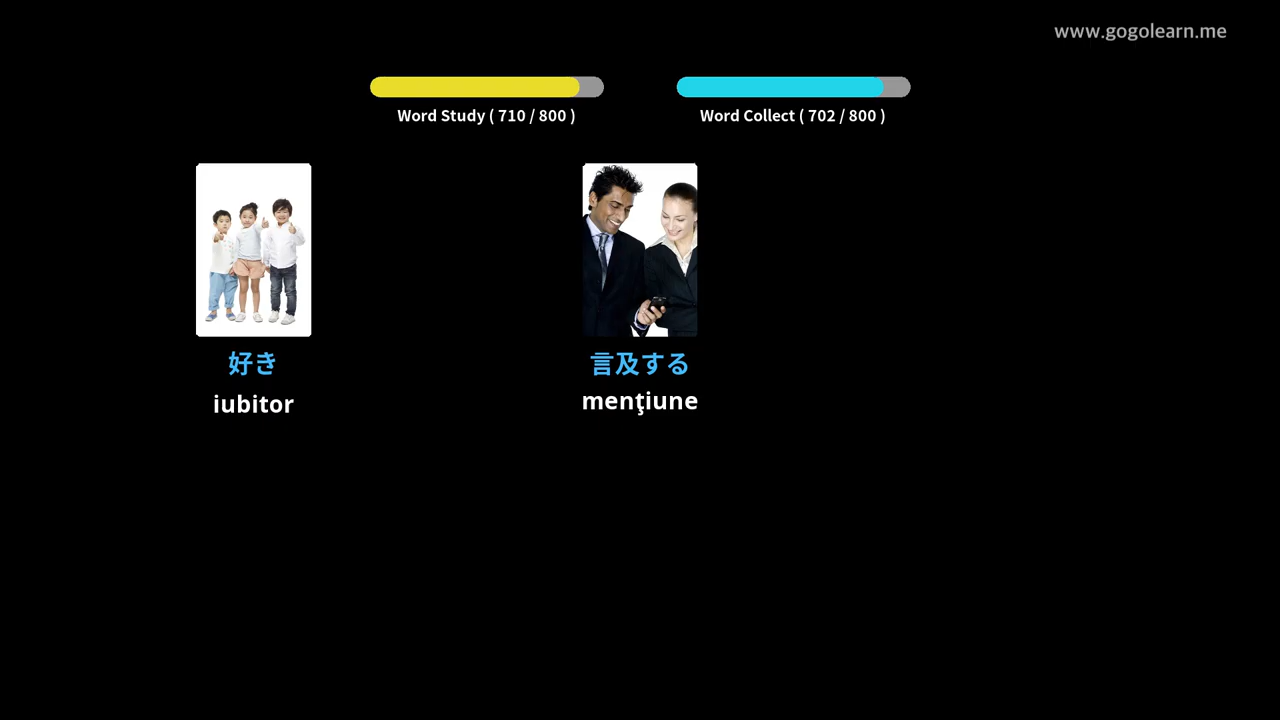 www.gogolearn.me
Word Study ( 710 / 800 )
Word Collect ( 702 / 800 )
好き
iubitor
言及する
menţiune